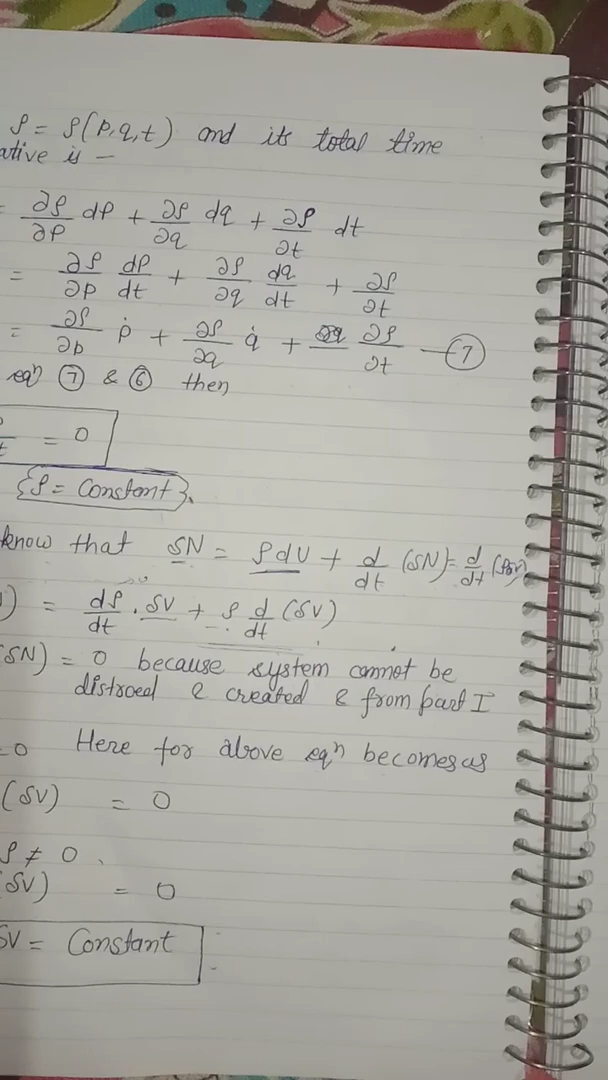 ρ = ρ(p,q,t) and its total time
ative is —
= ∂ρ/∂p dp + ∂ρ/∂q dq + ∂ρ/∂t dt
= ∂ρ/∂p dp/dt + ∂ρ/∂q dq/dt + ∂ρ/∂t
= ∂ρ/∂p ṗ + ∂ρ/∂q q̇ + ∂ρ/∂t — ⑦
eqⁿ ⑦ & ⑥ then
= 0
{ρ = Constant}.
know that δN = ρdV + d/dt (δN) = d/dt (ρδV)
) = dρ/dt . δV + ρ d/dt (δV)
(δN) = 0 because system cannot be
distroed & created & from part I
= 0 Here for above eqⁿ becomes as
(δV) = 0
ρ ≠ 0.
(δV) = 0
δV = Constant